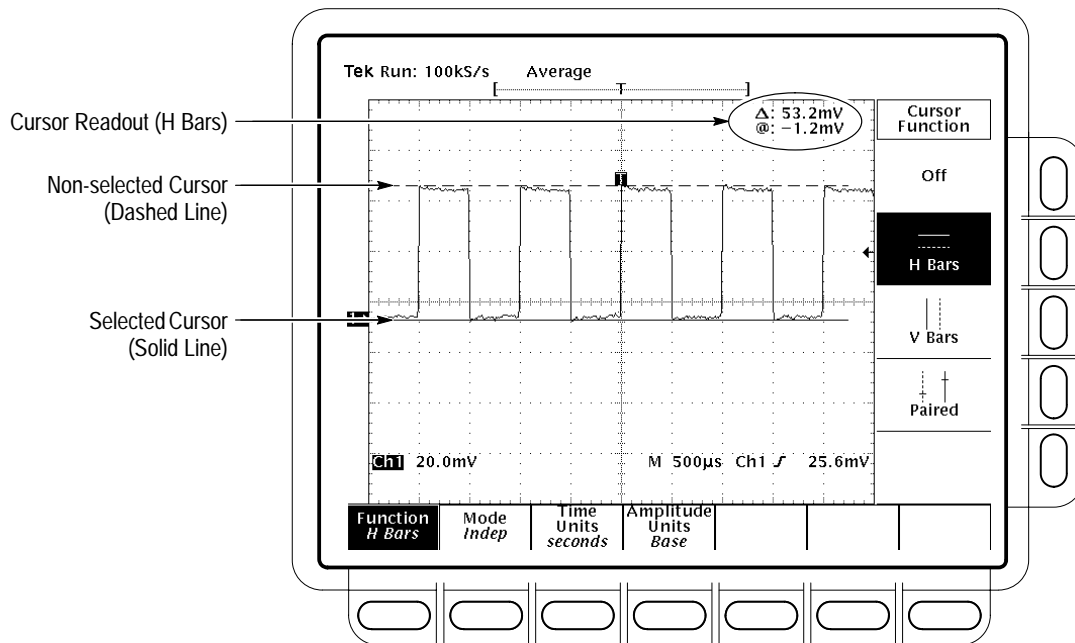 Tek Run: 100kS/s Average
[ T ]
Cursor Readout (H Bars)
Δ: 53.2mV
@: −1.2mV
Cursor
Function
Non-selected Cursor
(Dashed Line)
Off
H Bars
Selected Cursor
(Solid Line)
1
V Bars
Paired
Ch1 20.0mV M 500µs Ch1 ƒ 25.6mV
Function
H Bars
Mode
Indep
Time
Units
seconds
Amplitude
Units
Base